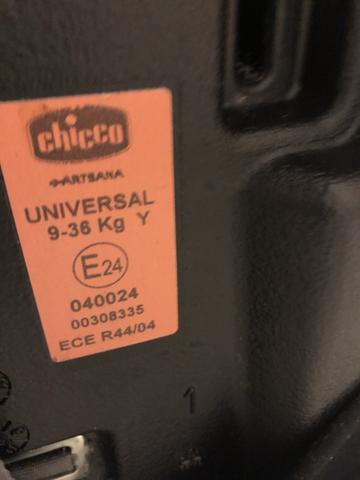 chicco
ARTSANA
UNIVERSAL
9-36 Kg Y
E24
040024
00308335
ECE R44/04
1